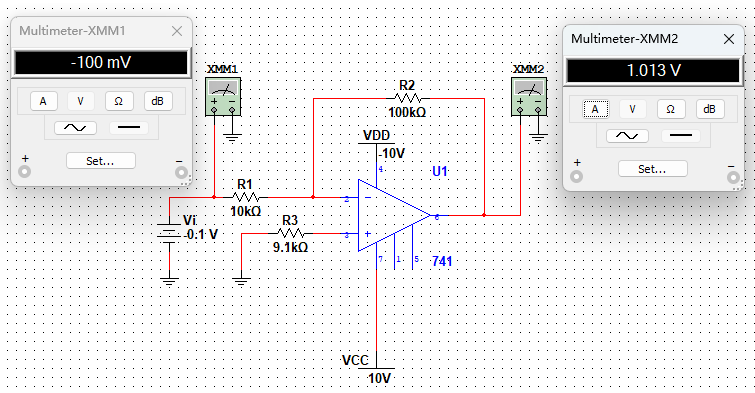 Multimeter-XMM1
-100 mV
A V Ω dB
+ Set... -
XMM1
+ -
R2
100kΩ
VDD
-10V
4
U1
R1
10kΩ
2
-
6
Vi
-0.1 V
R3
9.1kΩ
3
+
7 1 5
741
VCC
10V
XMM2
+ -
Multimeter-XMM2
1.013 V
A V Ω dB
+ Set... -